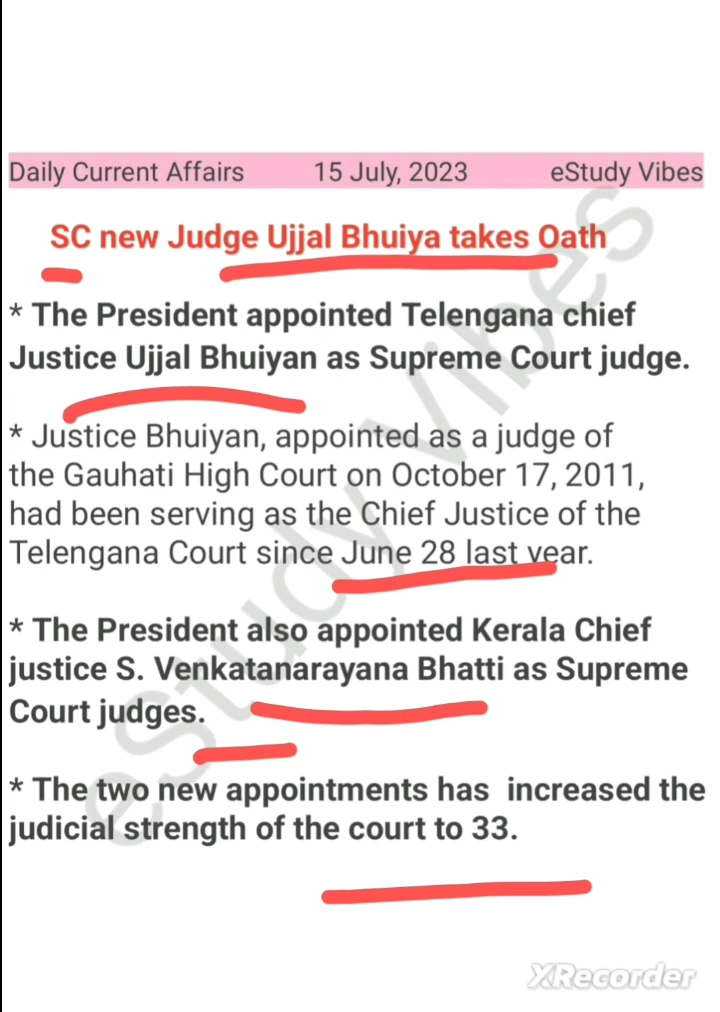 Daily Current Affairs 15 July, 2023 eStudy Vibes
SC new Judge Ujjal Bhuiya takes Oath
* The President appointed Telengana chief
Justice Ujjal Bhuiyan as Supreme Court judge.
* Justice Bhuiyan, appointed as a judge of
the Gauhati High Court on October 17, 2011,
had been serving as the Chief Justice of the
Telengana Court since June 28 last year.
* The President also appointed Kerala Chief
justice S. Venkatanarayana Bhatti as Supreme
Court judges.
* The two new appointments has increased the
judicial strength of the court to 33.
eStudy Vibes
XRecorder